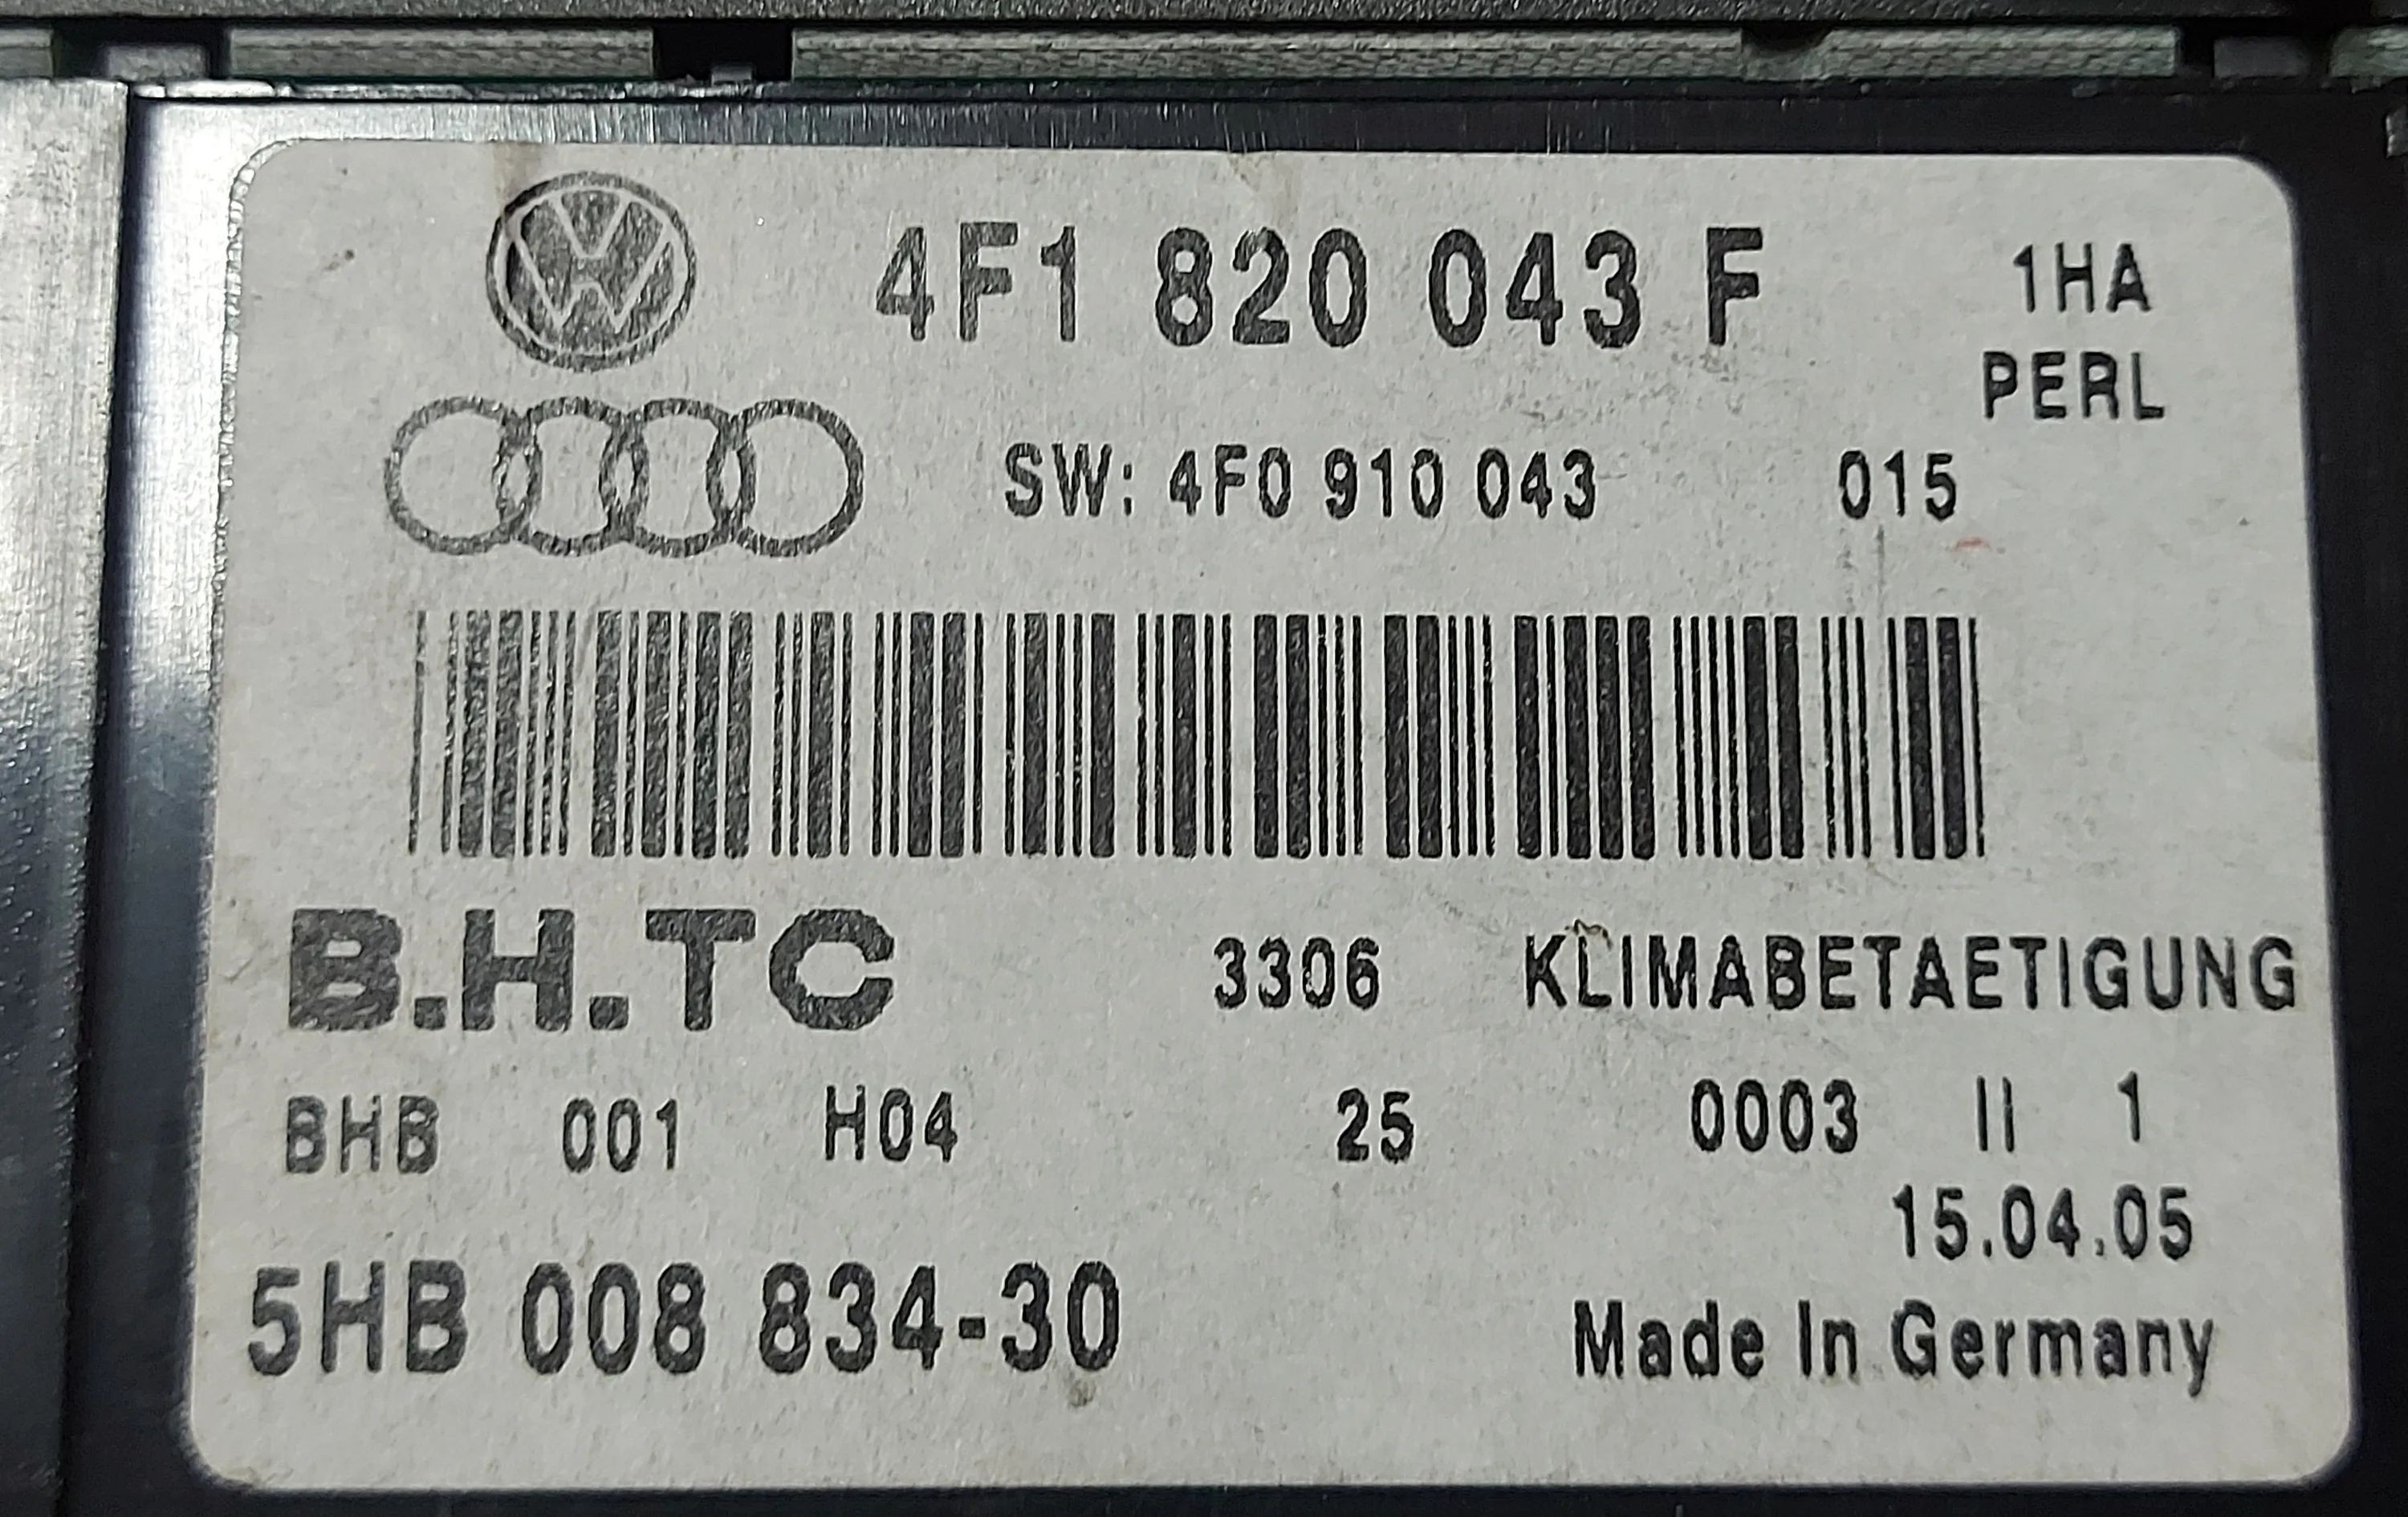 4F1 820 043 F 1HA
PERL
SW: 4F0 910 043 015
B.H.TC 3306 KLIMABETAETIGUNG
BHB 001 H04 25 0003 II 1
15.04.05
5HB 008 834-30
Made In Germany